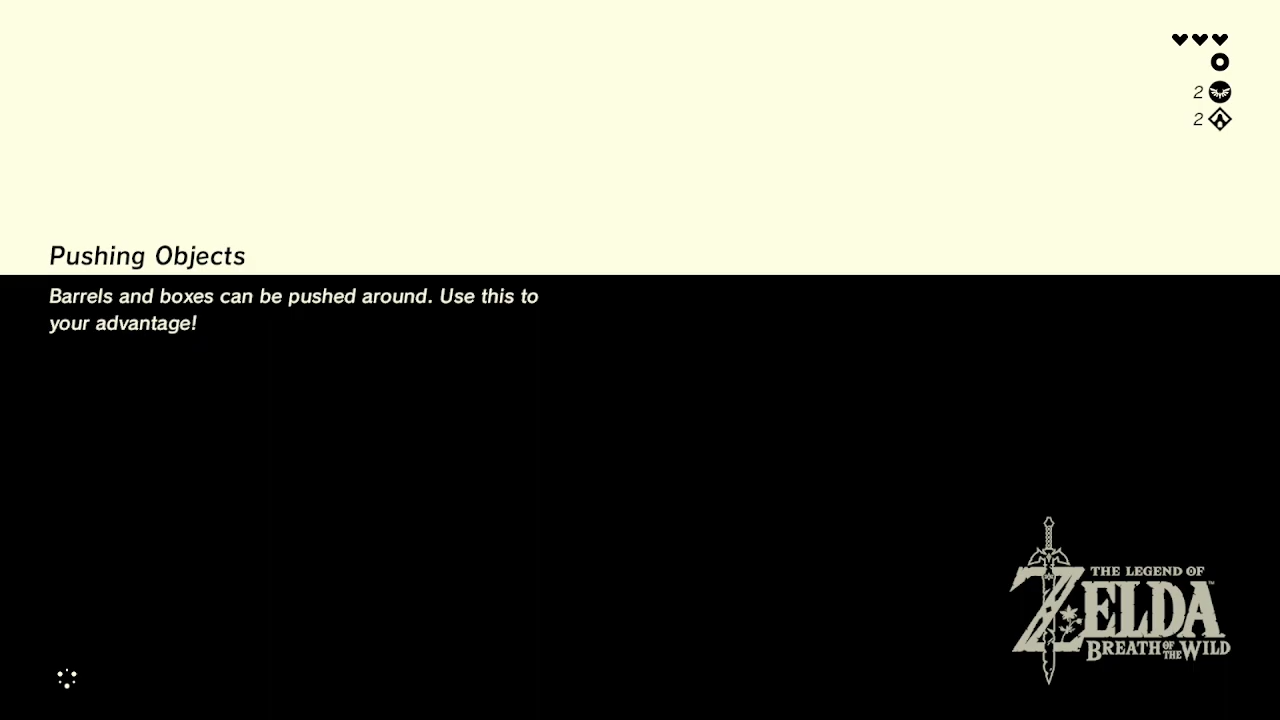 2
2
Pushing Objects
Barrels and boxes can be pushed around. Use this to
your advantage!
THE LEGEND OF
ZELDA™
BREATH OF THE WILD